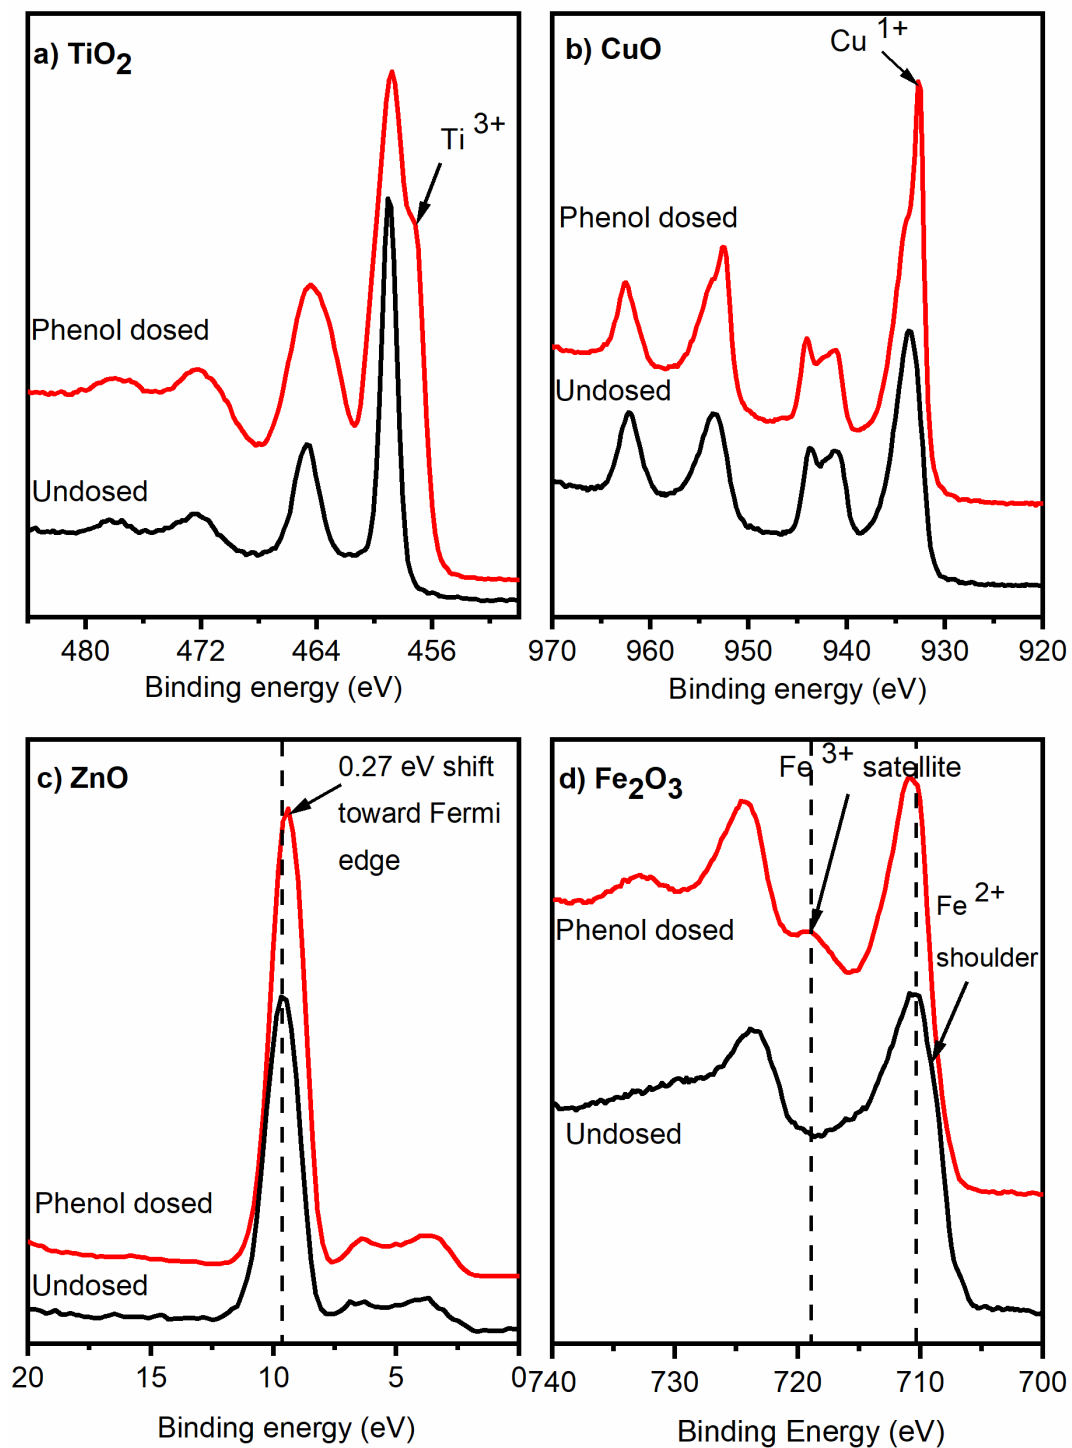 a) TiO2
Ti 3+
Phenol dosed
Undosed
480 472 464 456
Binding energy (eV)
b) CuO
Cu 1+
Phenol dosed
Undosed
970 960 950 940 930 920
Binding energy (eV)
c) ZnO
0.27 eV shift
toward Fermi
edge
Phenol dosed
Undosed
20 15 10 5 0
Binding energy (eV)
d) Fe2O3
Fe 3+ satellite
Fe 2+
shoulder
Phenol dosed
Undosed
740 730 720 710 700
Binding Energy (eV)